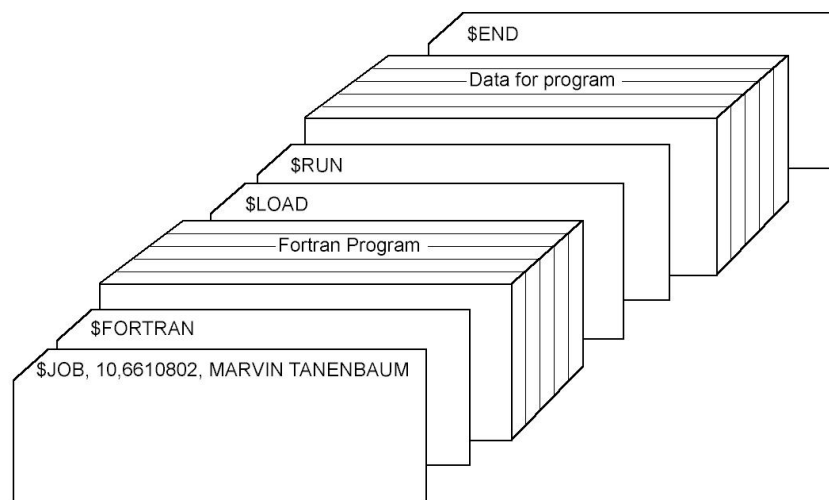 $END
Data for program
$RUN
$LOAD
Fortran Program
$FORTRAN
$JOB, 10,6610802, MARVIN TANENBAUM